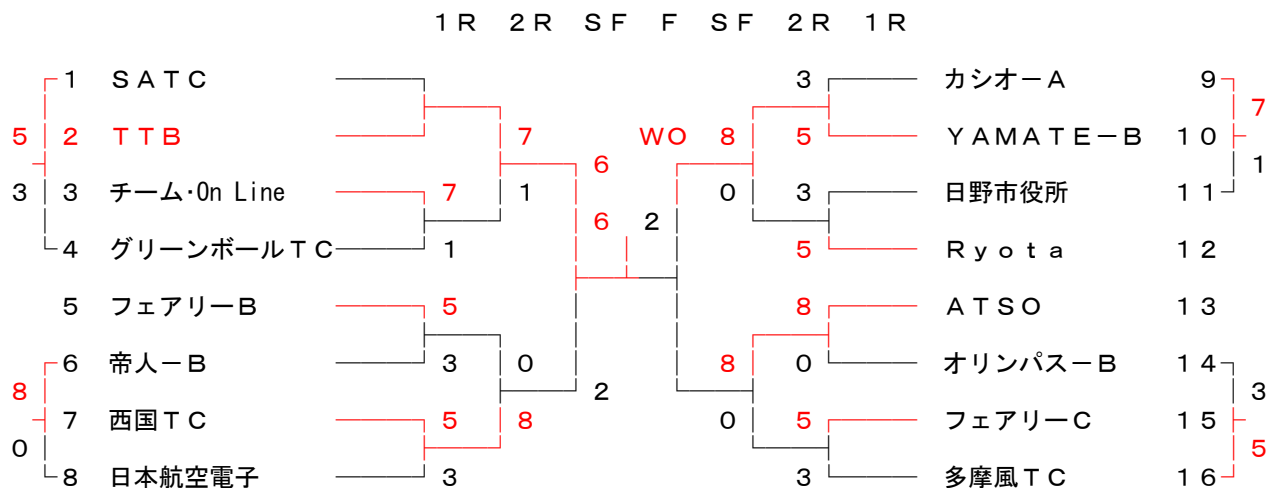 １Ｒ ２Ｒ ＳＦ Ｆ ＳＦ ２Ｒ １Ｒ
1 ＳＡＴＣ 3 カシオーＡ 9
7
5 2 ＴＴＢ 7 ＷＯ 8 5 ＹＡＭＡＴＥ－Ｂ １０
6 1
3 3 チーム･On Line 7 1 0 3 日野市役所 １１
6 2
4 グリーンボールＴＣ 1 5 Ｒｙｏｔａ １２
5 フェアリーＢ 5 8 ＡＴＳＯ １３
6 帝人－Ｂ 3 0 8 0 オリンパス－Ｂ １４
8 2 3
7 西国ＴＣ 5 8 0 5 フェアリーＣ １５
0 5
8 日本航空電子 3 3 多摩風ＴＣ １６